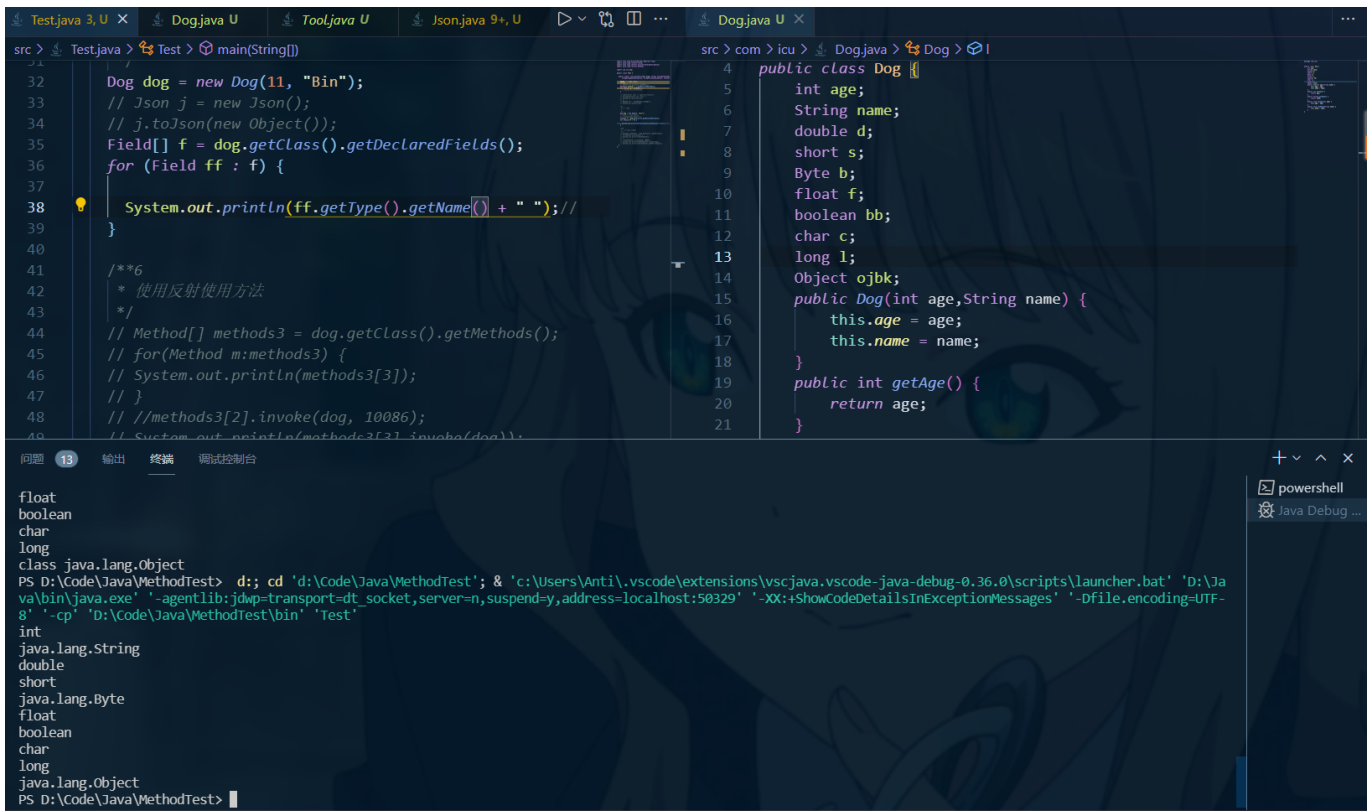 Test.java 3, U
Dog.java U
Tool.java U
Json.java 9+, U
src > Test.java > Test > main(String[])
32 Dog dog = new Dog(11, "Bin");
33 // Json j = new Json();
34 // j.toJson(new Object());
35 Field[] f = dog.getClass().getDeclaredFields();
36 for (Field ff : f) {
37
38 System.out.println(ff.getType().getName() + " ");//
39 }
40
41 /**6
42 * 使用反射使用方法
43 */
44 // Method[] methods3 = dog.getClass().getMethods();
45 // for(Method m:methods3) {
46 // System.out.println(methods3[3]);
47 // }
48 // //methods3[2].invoke(dog, 10086);
49 // System.out.println(methods3[3].invoke(dog));
Dog.java U
src > com > icu > Dog.java > Dog > l
4 public class Dog {
5 int age;
6 String name;
7 double d;
8 short s;
9 Byte b;
10 float f;
11 boolean bb;
12 char c;
13 long l;
14 Object ojbk;
15 public Dog(int age,String name) {
16 this.age = age;
17 this.name = name;
18 }
19 public int getAge() {
20 return age;
21 }
问题 13 输出 终端 调试控制台
float
boolean
char
long
class java.lang.Object
PS D:\Code\Java\MethodTest> d:; cd 'd:\Code\Java\MethodTest'; & 'c:\Users\Anti\.vscode\extensions\vscjava.vscode-java-debug-0.36.0\scripts\launcher.bat' 'D:\Ja
va\bin\java.exe' '-agentlib:jdwp=transport=dt_socket,server=n,suspend=y,address=localhost:50329' '-XX:+ShowCodeDetailsInExceptionMessages' '-Dfile.encoding=UTF-
8' '-cp' 'D:\Code\Java\MethodTest\bin' 'Test'
int
java.lang.String
double
short
java.lang.Byte
float
boolean
char
long
java.lang.Object
PS D:\Code\Java\MethodTest>
powershell
Java Debug ...